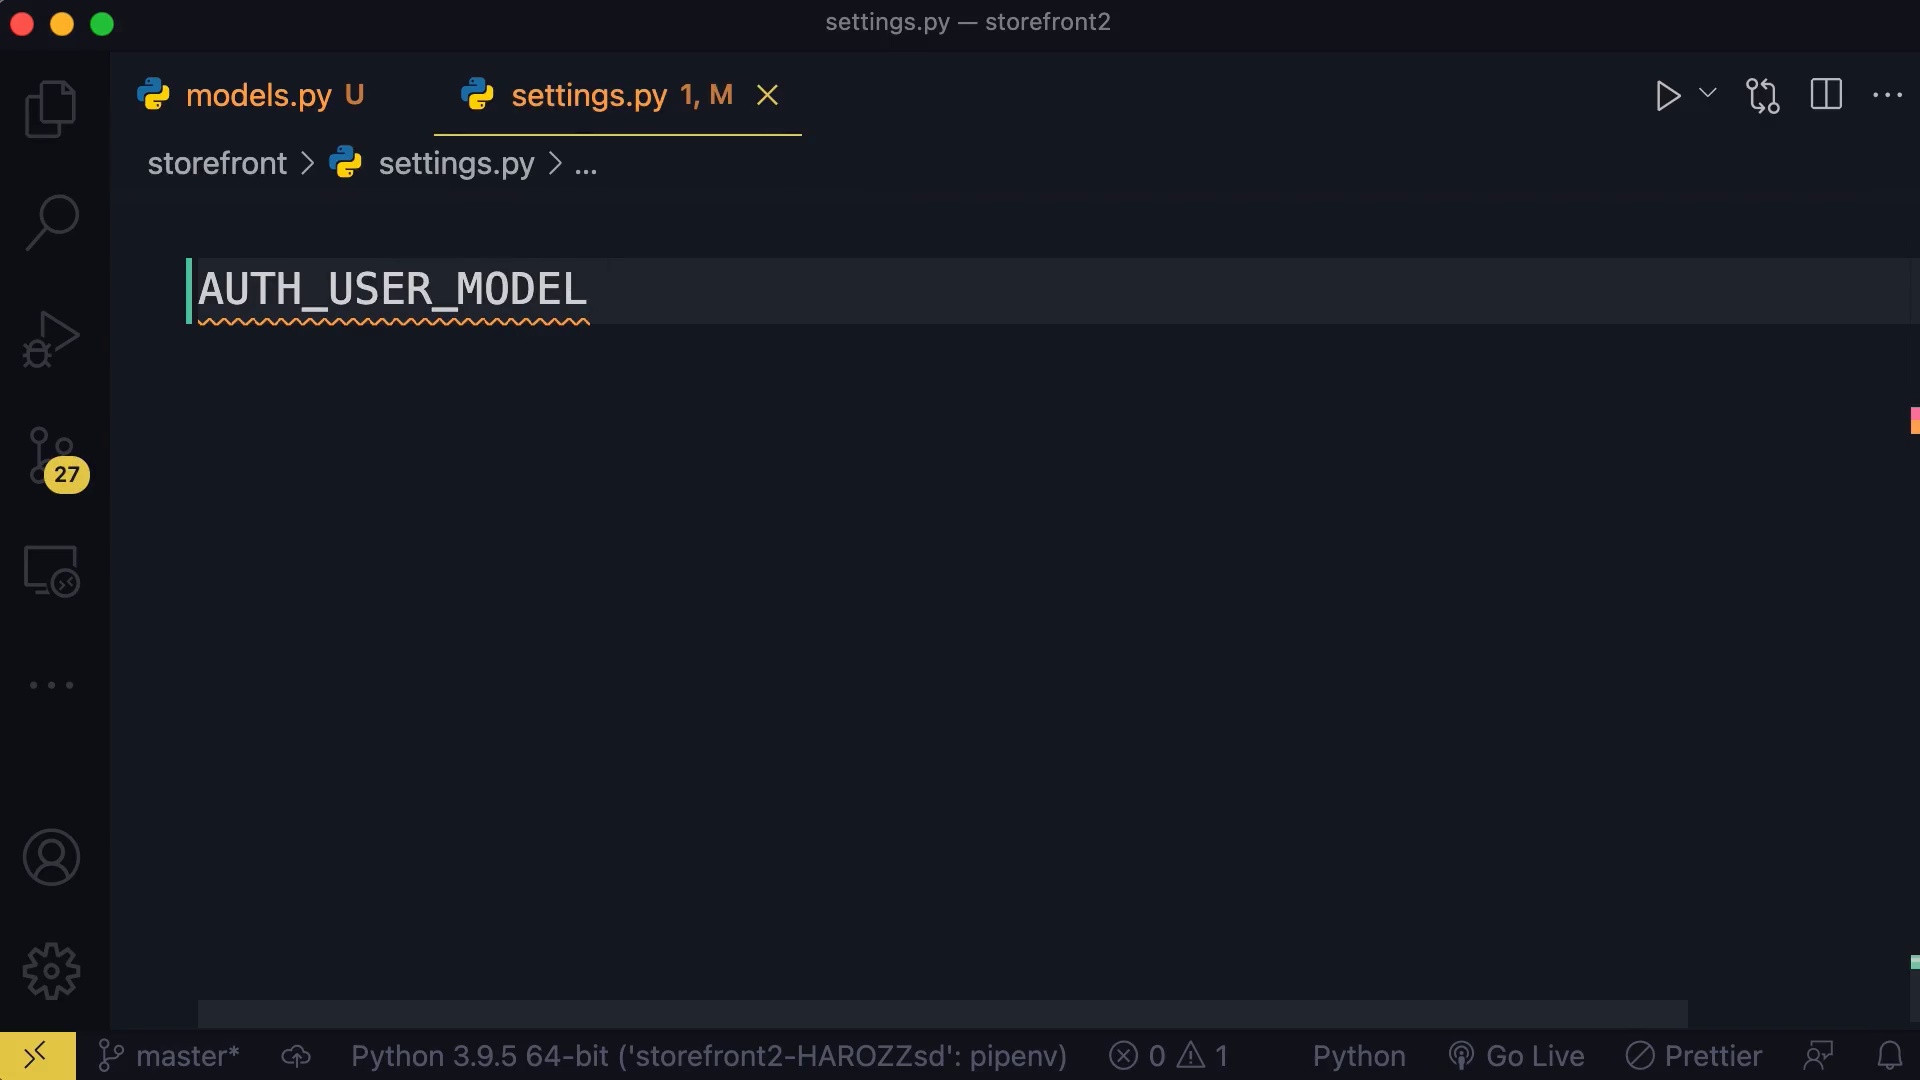 settings.py — storefront2
models.py U settings.py 1, M
storefront > settings.py > ...
AUTH_USER_MODEL
27
master* Python 3.9.5 64-bit ('storefront2-HAROZZsd': pipenv) 0 1 Python Go Live Prettier